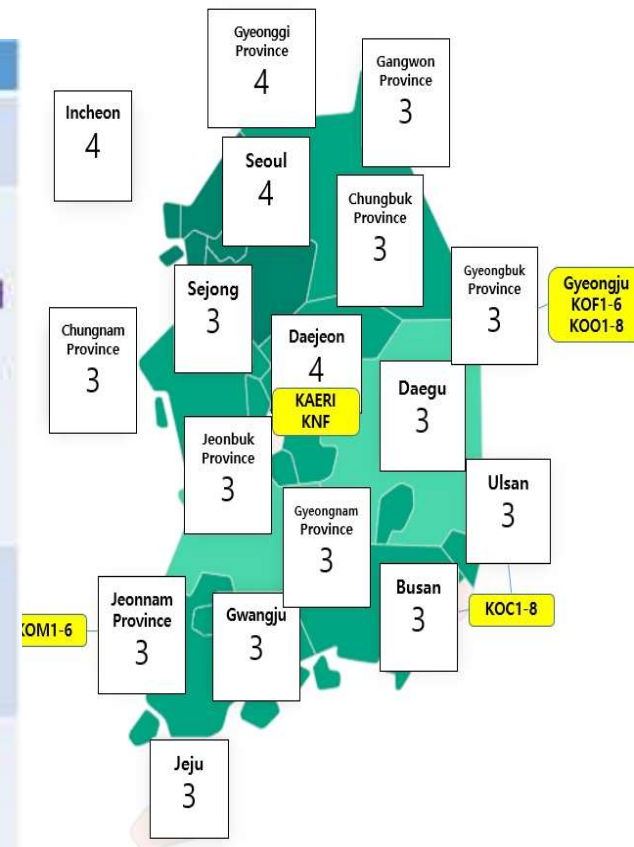 Gyeonggi
Province
4
Gangwon
Province
3
Incheon
4
Seoul
4
Chungbuk
Province
3
Gyeongbuk
Province
3
Gyeongju
KOF1-6
KOO1-8
Sejong
3
Chungnam
Province
3
Daejeon
4
KAERI
KNF
Daegu
3
Jeonbuk
Province
3
Ulsan
3
Gyeongnam
Province
3
Busan
3
KOC1-8
KOM1-6
Jeonnam
Province
3
Gwangju
3
Jeju
3